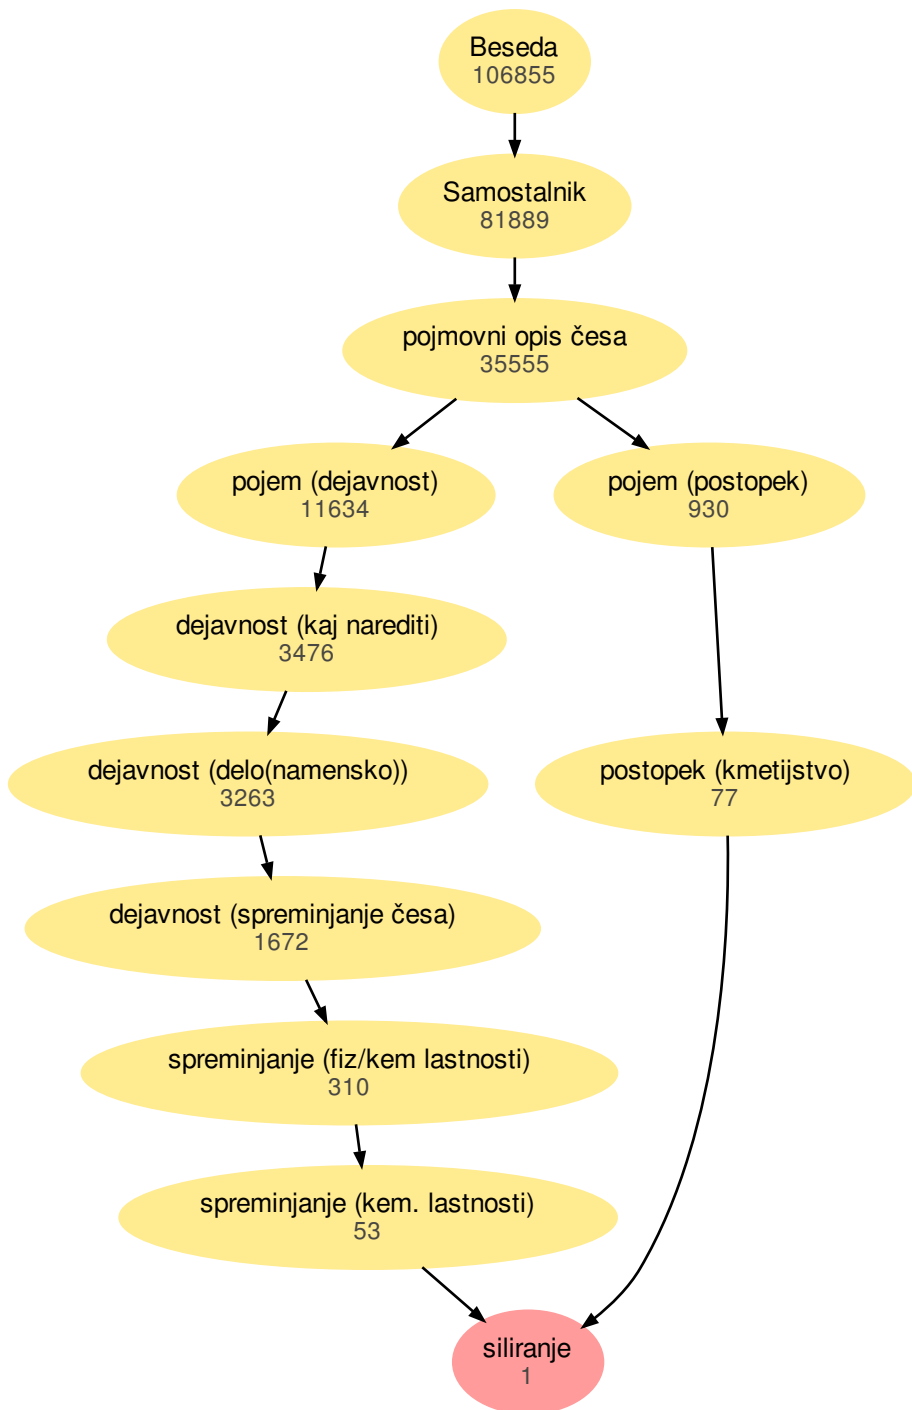 Beseda
106855
Samostalnik
81889
pojmovni opis česa
35555
pojem (dejavnost)
11634
pojem (postopek)
930
dejavnost (kaj narediti)
3476
dejavnost (delo(namensko))
3263
postopek (kmetijstvo)
77
dejavnost (spreminjanje česa)
1672
spreminjanje (fiz/kem lastnosti)
310
spreminjanje (kem. lastnosti)
53
siliranje
1